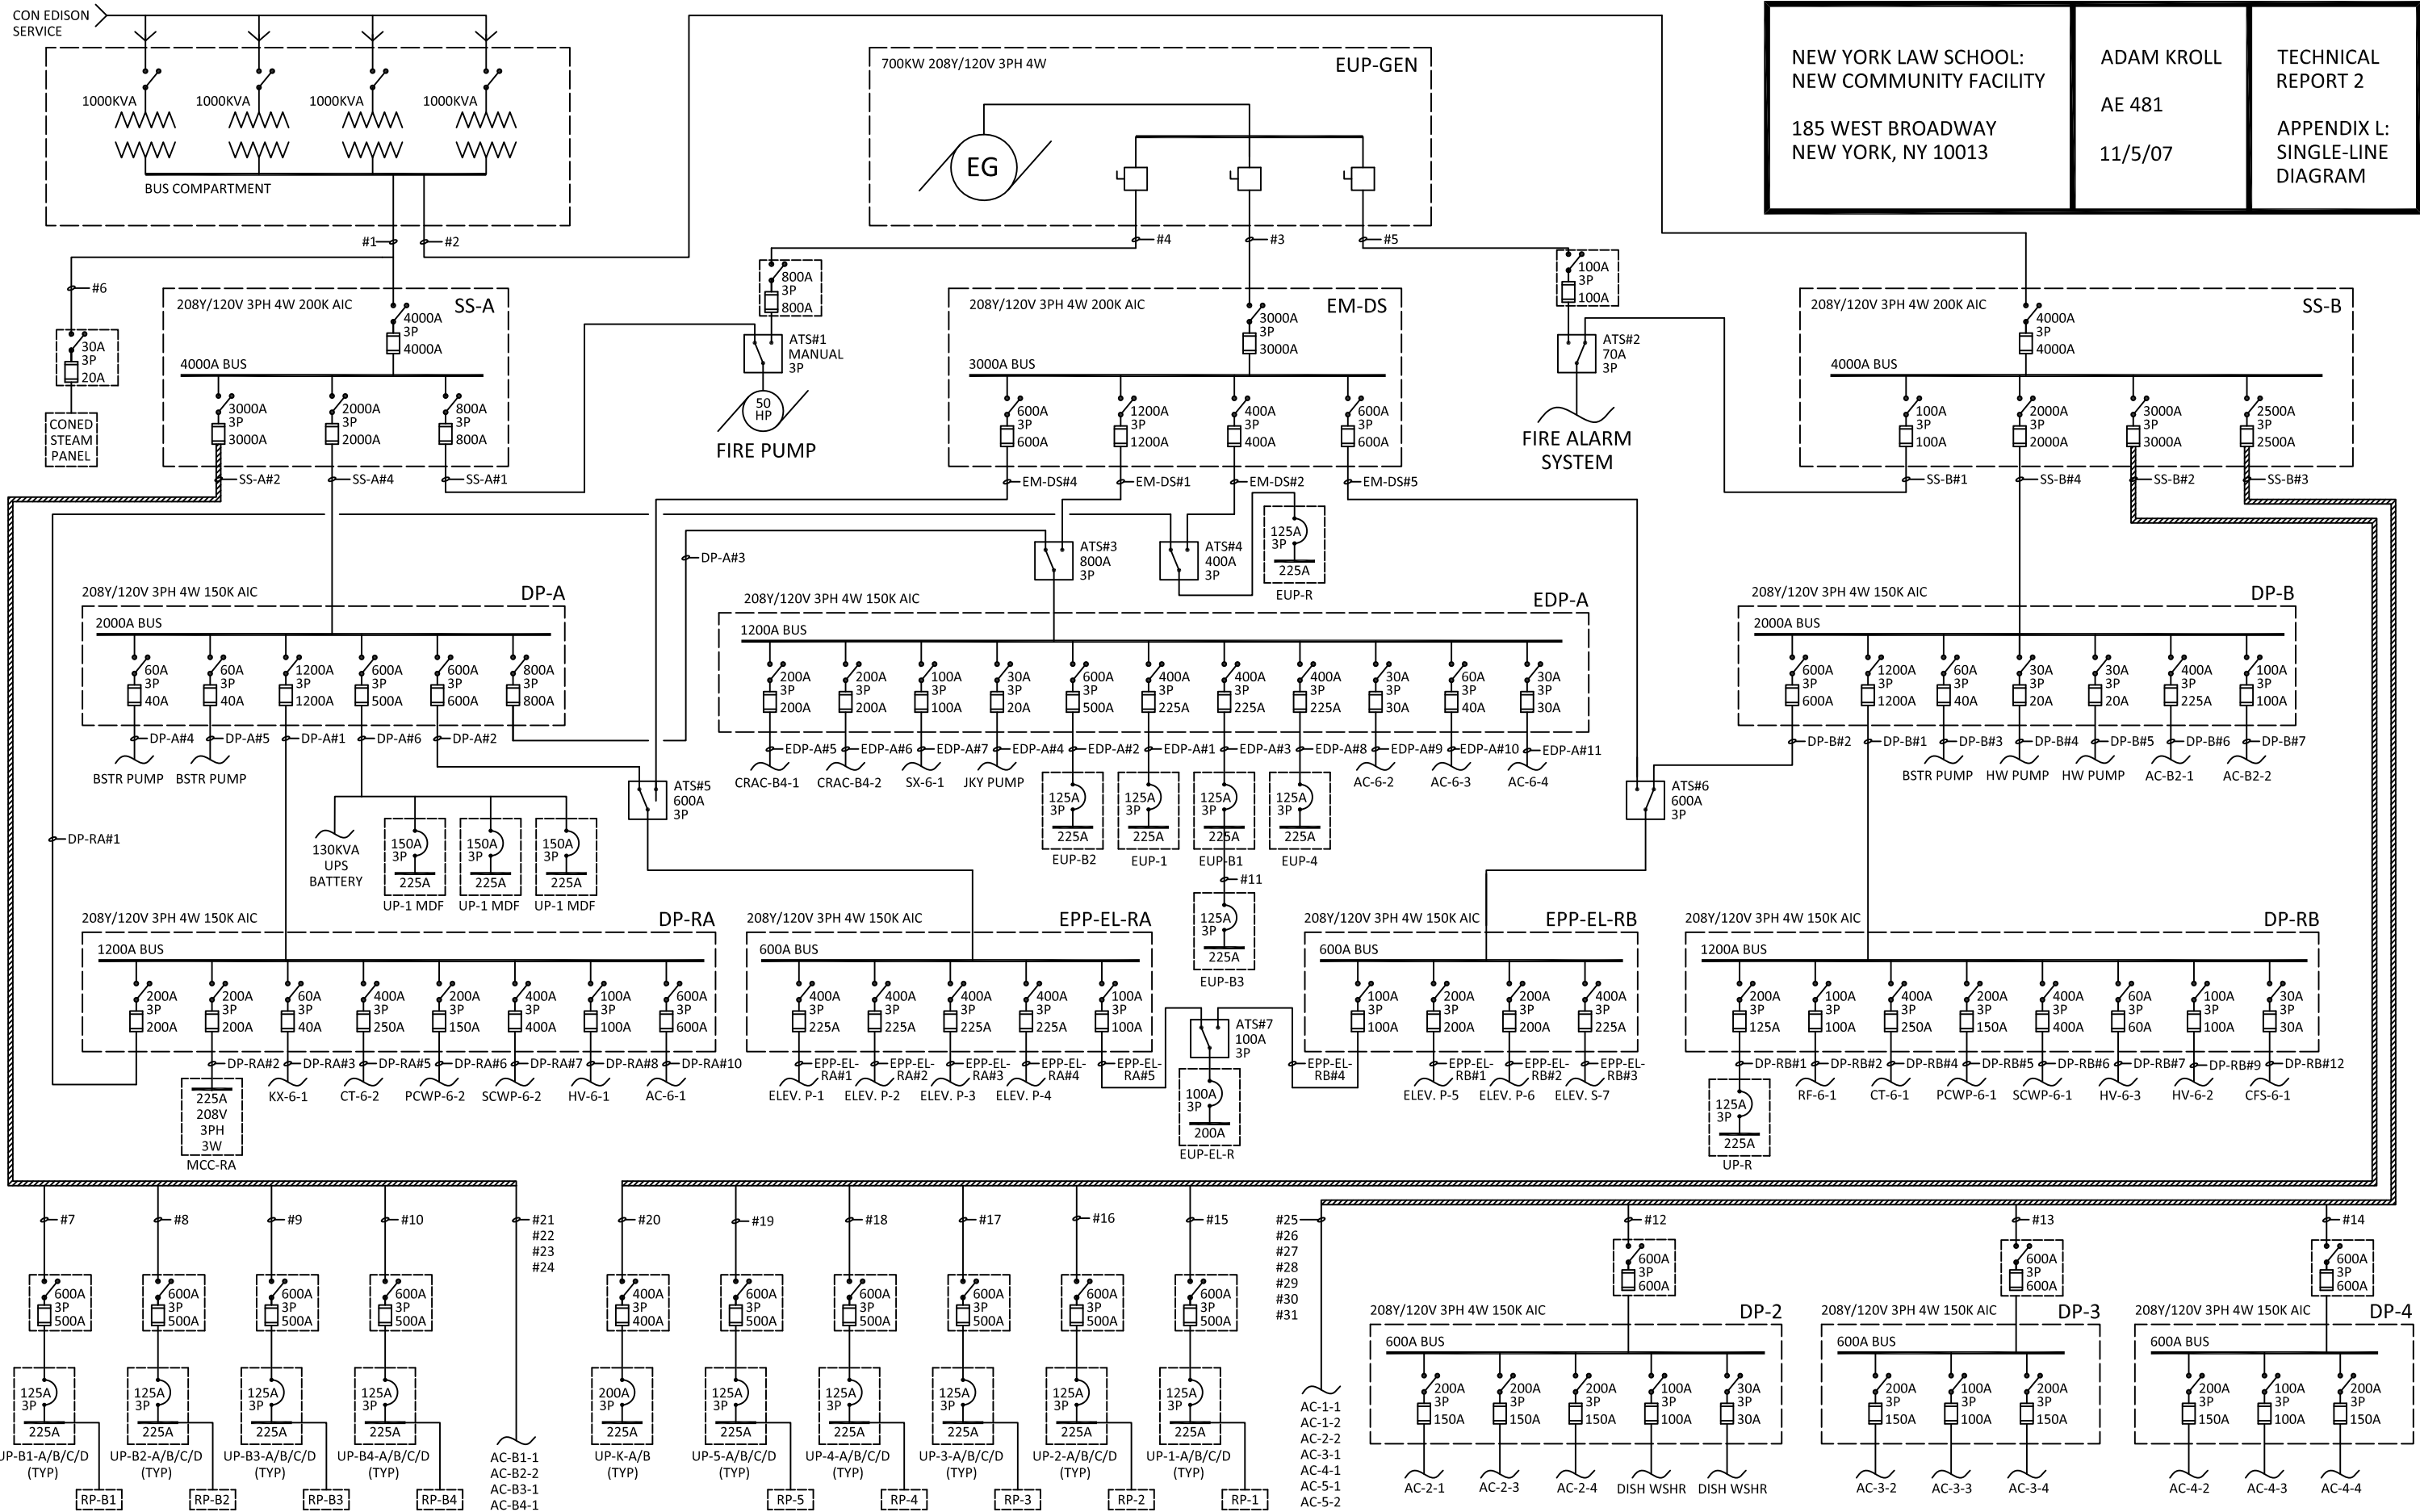 CON EDISON
SERVICE
1000KVA
1000KVA
1000KVA
1000KVA
BUS COMPARTMENT
#1
#2
700KW 208Y/120V 3PH 4W
EUP-GEN
EG
#4
#3
#5
NEW YORK LAW SCHOOL:
NEW COMMUNITY FACILITY
185 WEST BROADWAY
NEW YORK, NY 10013
ADAM KROLL
AE 481
11/5/07
TECHNICAL
REPORT 2
APPENDIX L:
SINGLE-LINE
DIAGRAM
#6
30A
3P
20A
CONED
STEAM
PANEL
208Y/120V 3PH 4W 200K AIC
SS-A
4000A
3P
4000A
4000A BUS
3000A
3P
3000A
2000A
3P
2000A
800A
3P
800A
SS-A#2
SS-A#4
SS-A#1
800A
3P
800A
ATS#1
MANUAL
3P
50
HP
FIRE PUMP
208Y/120V 3PH 4W 200K AIC
EM-DS
3000A
3P
3000A
3000A BUS
600A
3P
600A
1200A
3P
1200A
400A
3P
400A
600A
3P
600A
EM-DS#4
EM-DS#1
EM-DS#2
EM-DS#5
100A
3P
100A
ATS#2
70A
3P
FIRE ALARM
SYSTEM
208Y/120V 3PH 4W 200K AIC
SS-B
4000A
3P
4000A
4000A BUS
100A
3P
100A
2000A
3P
2000A
3000A
3P
3000A
2500A
3P
2500A
SS-B#1
SS-B#4
SS-B#2
SS-B#3
DP-A#3
ATS#3
800A
3P
ATS#4
400A
3P
125A
3P
225A
EUP-R
208Y/120V 3PH 4W 150K AIC
DP-A
2000A BUS
60A
3P
40A
60A
3P
40A
1200A
3P
1200A
600A
3P
500A
600A
3P
600A
800A
3P
800A
DP-A#4
DP-A#5
DP-A#1
DP-A#6
DP-A#2
BSTR PUMP
BSTR PUMP
130KVA
UPS
BATTERY
150A
3P
225A
UP-1 MDF
150A
3P
225A
UP-1 MDF
150A
3P
225A
UP-1 MDF
ATS#5
600A
3P
DP-RA#1
208Y/120V 3PH 4W 150K AIC
EDP-A
1200A BUS
200A
3P
200A
200A
3P
200A
100A
3P
100A
30A
3P
20A
600A
3P
500A
400A
3P
225A
400A
3P
225A
400A
3P
225A
30A
3P
30A
60A
3P
40A
30A
3P
30A
EDP-A#5
EDP-A#6
EDP-A#7
EDP-A#4
EDP-A#2
EDP-A#1
EDP-A#3
EDP-A#8
EDP-A#9
EDP-A#10
EDP-A#11
CRAC-B4-1
CRAC-B4-2
SX-6-1
JKY PUMP
AC-6-2
AC-6-3
AC-6-4
125A
3P
225A
EUP-B2
125A
3P
225A
EUP-1
125A
3P
225A
EUP-B1
125A
3P
225A
EUP-4
#11
125A
3P
225A
EUP-B3
ATS#6
600A
3P
208Y/120V 3PH 4W 150K AIC
DP-B
2000A BUS
600A
3P
600A
1200A
3P
1200A
60A
3P
40A
30A
3P
20A
30A
3P
20A
400A
3P
225A
100A
3P
100A
DP-B#2
DP-B#1
DP-B#3
DP-B#4
DP-B#5
DP-B#6
DP-B#7
BSTR PUMP
HW PUMP
HW PUMP
AC-B2-1
AC-B2-2
208Y/120V 3PH 4W 150K AIC
DP-RA
1200A BUS
200A
3P
200A
200A
3P
200A
60A
3P
40A
400A
3P
250A
200A
3P
150A
400A
3P
400A
100A
3P
100A
600A
3P
600A
DP-RA#2
DP-RA#3
DP-RA#5
DP-RA#6
DP-RA#7
DP-RA#8
DP-RA#10
225A
208V
3PH
3W
MCC-RA
KX-6-1
CT-6-2
PCWP-6-2
SCWP-6-2
HV-6-1
AC-6-1
208Y/120V 3PH 4W 150K AIC
EPP-EL-RA
600A BUS
400A
3P
225A
400A
3P
225A
400A
3P
225A
400A
3P
225A
100A
3P
100A
EPP-EL-
RA#1
EPP-EL-
RA#2
EPP-EL-
RA#3
EPP-EL-
RA#4
EPP-EL-
RA#5
ELEV. P-1
ELEV. P-2
ELEV. P-3
ELEV. P-4
ATS#7
100A
3P
100A
3P
200A
EUP-EL-R
208Y/120V 3PH 4W 150K AIC
EPP-EL-RB
600A BUS
100A
3P
100A
200A
3P
200A
200A
3P
200A
400A
3P
225A
EPP-EL-
RB#4
EPP-EL-
RB#1
EPP-EL-
RB#2
EPP-EL-
RB#3
ELEV. P-5
ELEV. P-6
ELEV. S-7
208Y/120V 3PH 4W 150K AIC
DP-RB
1200A BUS
200A
3P
125A
100A
3P
100A
400A
3P
250A
200A
3P
150A
400A
3P
400A
60A
3P
60A
100A
3P
100A
30A
3P
30A
DP-RB#1
DP-RB#2
DP-RB#4
DP-RB#5
DP-RB#6
DP-RB#7
DP-RB#9
DP-RB#12
125A
3P
225A
UP-R
RF-6-1
CT-6-1
PCWP-6-1
SCWP-6-1
HV-6-3
HV-6-2
CFS-6-1
#7
#8
#9
#10
#21
#22
#23
#24
600A
3P
500A
600A
3P
500A
600A
3P
500A
600A
3P
500A
125A
3P
225A
125A
3P
225A
125A
3P
225A
125A
3P
225A
UP-B1-A/B/C/D
(TYP)
UP-B2-A/B/C/D
(TYP)
UP-B3-A/B/C/D
(TYP)
UP-B4-A/B/C/D
(TYP)
RP-B1
RP-B2
RP-B3
RP-B4
AC-B1-1
AC-B2-2
AC-B3-1
AC-B4-1
#20
#19
#18
#17
#16
#15
400A
3P
400A
600A
3P
500A
600A
3P
500A
600A
3P
500A
600A
3P
500A
600A
3P
500A
200A
3P
225A
125A
3P
225A
125A
3P
225A
125A
3P
225A
125A
3P
225A
125A
3P
225A
UP-K-A/B
(TYP)
UP-5-A/B/C/D
(TYP)
UP-4-A/B/C/D
(TYP)
UP-3-A/B/C/D
(TYP)
UP-2-A/B/C/D
(TYP)
UP-1-A/B/C/D
(TYP)
RP-5
RP-4
RP-3
RP-2
RP-1
#25
#26
#27
#28
#29
#30
#31
AC-1-1
AC-1-2
AC-2-2
AC-3-1
AC-4-1
AC-5-1
AC-5-2
#12
600A
3P
600A
208Y/120V 3PH 4W 150K AIC
DP-2
600A BUS
200A
3P
150A
200A
3P
150A
200A
3P
150A
100A
3P
100A
30A
3P
30A
AC-2-1
AC-2-3
AC-2-4
DISH WSHR
DISH WSHR
#13
600A
3P
600A
208Y/120V 3PH 4W 150K AIC
DP-3
600A BUS
200A
3P
150A
100A
3P
100A
200A
3P
150A
AC-3-2
AC-3-3
AC-3-4
#14
600A
3P
600A
208Y/120V 3PH 4W 150K AIC
DP-4
600A BUS
200A
3P
150A
100A
3P
100A
200A
3P
150A
AC-4-2
AC-4-3
AC-4-4